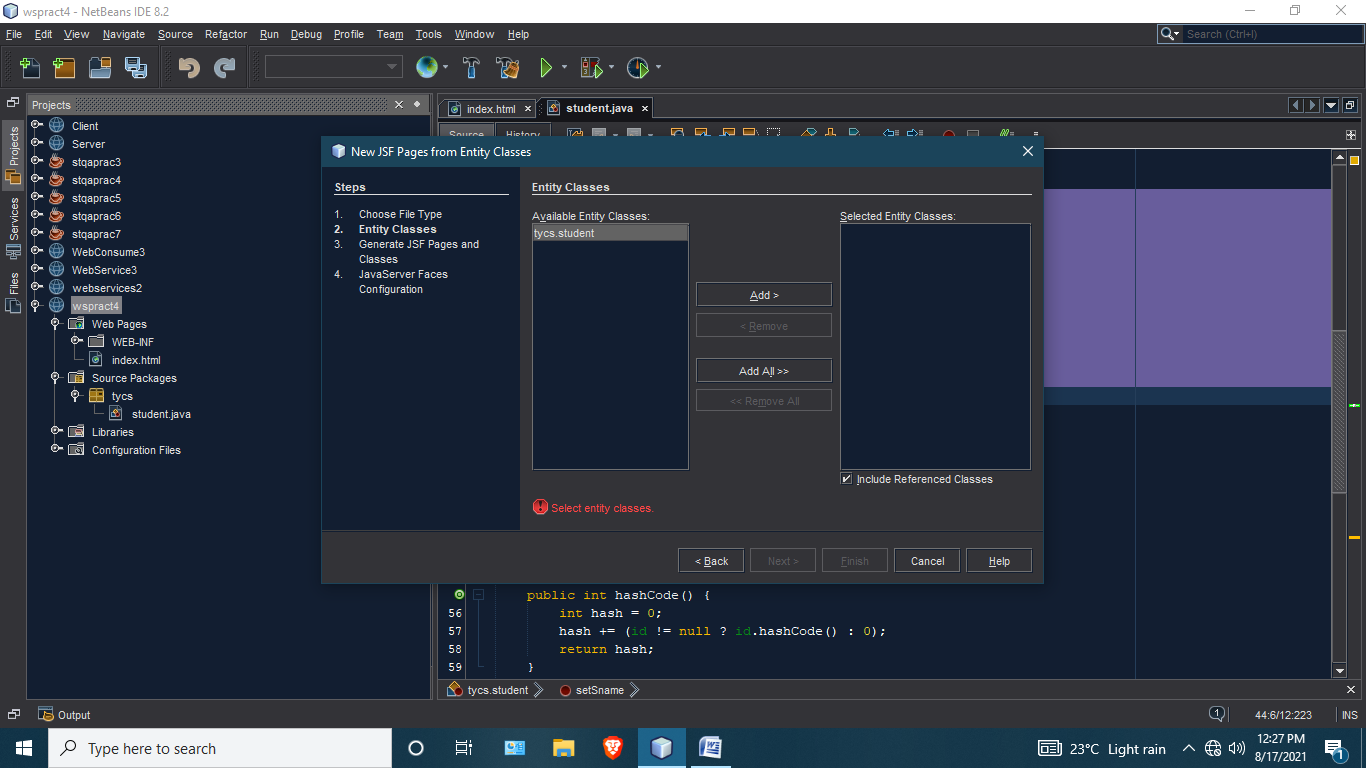 wspract4 - NetBeans IDE 8.2
File Edit View Navigate Source Refactor Run Debug Profile Team Tools Window Help
Search (Ctrl+I)
Projects
index.html
student.java
Source History
Projects
Services
Files
Client
Server
stqaprac3
stqaprac4
stqaprac5
stqaprac6
stqaprac7
WebConsume3
WebService3
webservices2
wspract4
Web Pages
WEB-INF
index.html
Source Packages
tycs
student.java
Libraries
Configuration Files
New JSF Pages from Entity Classes
Steps
1. Choose File Type
2. Entity Classes
3. Generate JSF Pages and
Classes
4. JavaServer Faces
Configuration
Entity Classes
Available Entity Classes:
tycs.student
Add >
< Remove
Add All >>
<< Remove All
Selected Entity Classes:
Include Referenced Classes
Select entity classes.
< Back Next > Finish Cancel Help
public int hashCode() {
56 int hash = 0;
57 hash += (id != null ? id.hashCode() : 0);
58 return hash;
59 }
tycs.student setSname
Output
1 44:6/12:223 INS
Type here to search
23°C Light rain
12:27 PM
8/17/2021
1